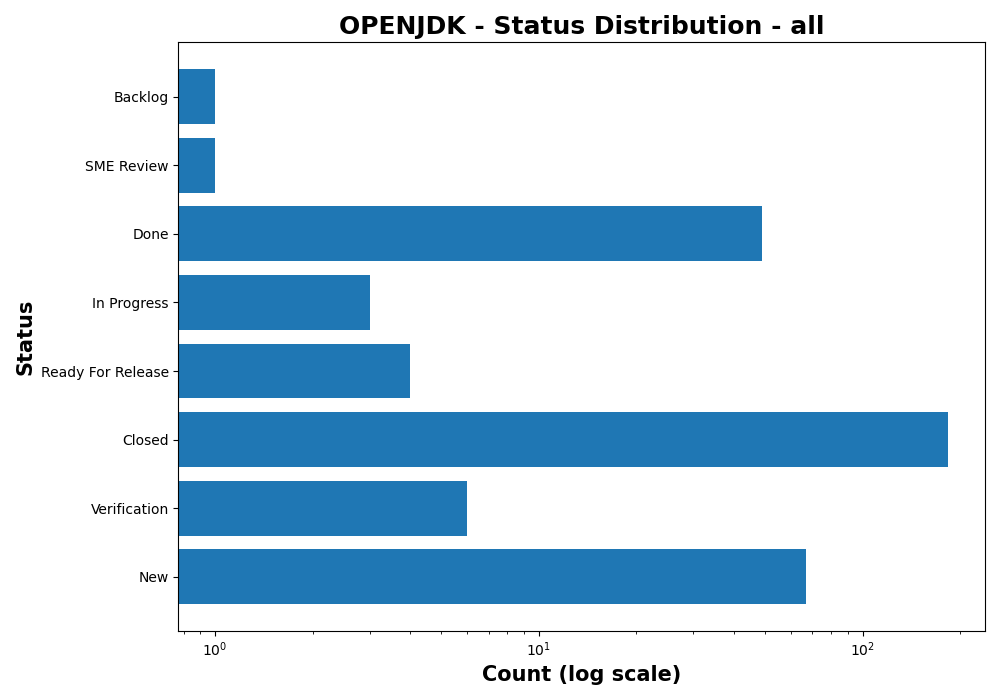 OPENJDK - Status Distribution - all
Status
Backlog
SME Review
Done
In Progress
Ready For Release
Closed
Verification
New
10⁰ 10¹ 10²
Count (log scale)